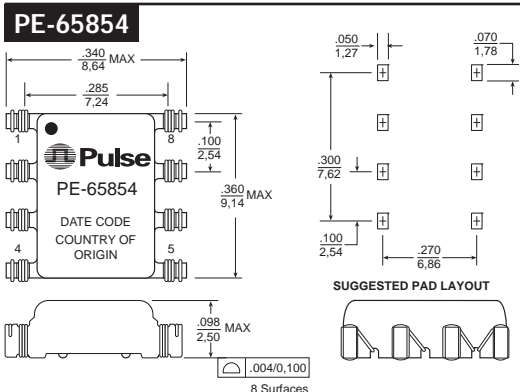 PE-65854
.340
8,64 MAX
.285
7,24
1
8
.100
2,54
Pulse
PE-65854
.360
9,14 MAX
DATE CODE
COUNTRY OF
ORIGIN
4
5
.098
2,50 MAX
.004/0,100
8 Surfaces
.050
1,27
.070
1,78
.300
7,62
.100
2,54
.270
6,86
SUGGESTED PAD LAYOUT